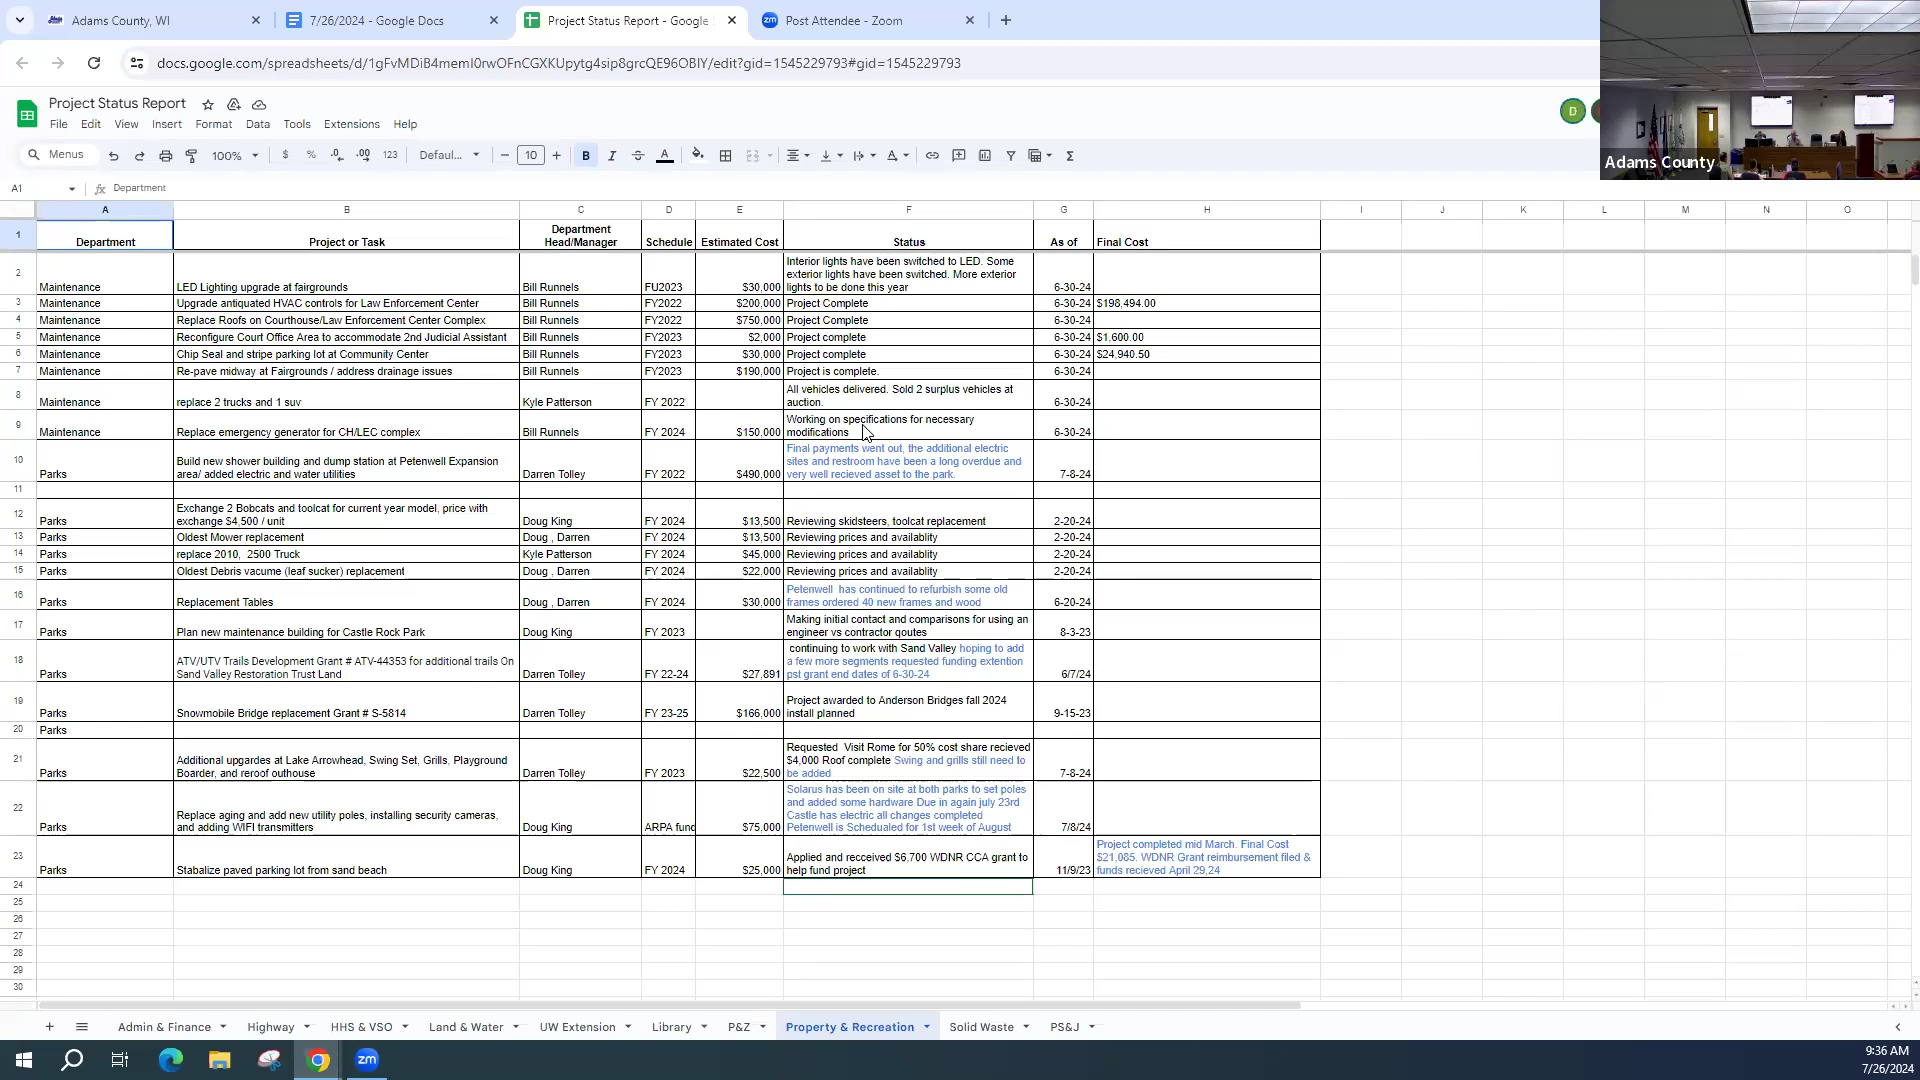 Adams County, WI
7/26/2024 - Google Docs
Project Status Report - Google
Post Attendee - Zoom
docs.google.com/spreadsheets/d/1gFvMDiB4memI0rwOFnCGXKUpytg4sip8grcQE96OBIY/edit?gid=1545229793#gid=1545229793
Project Status Report
File Edit View Insert Format Data Tools Extensions Help
D
Adams County
Menus 100% $ % .0 .00 123 Defaul... 10 B I A
A1 fx Department
A B C D E F G H I J K L M N O
1 Department Project or Task Department Head/Manager Schedule Estimated Cost Status As of Final Cost
2 Maintenance LED Lighting upgrade at fairgrounds Bill Runnels FU2023 $30,000 Interior lights have been switched to LED. Some exterior lights have been switched. More exterior lights to be done this year 6-30-24
3 Maintenance Upgrade antiquated HVAC controls for Law Enforcement Center Bill Runnels FY2022 $200,000 Project Complete 6-30-24 $198,494.00
4 Maintenance Replace Roofs on Courthouse/Law Enforcement Center Complex Bill Runnels FY2022 $750,000 Project Complete 6-30-24
5 Maintenance Reconfigure Court Office Area to accommodate 2nd Judicial Assistant Bill Runnels FY2023 $2,000 Project complete 6-30-24 $1,600.00
6 Maintenance Chip Seal and stripe parking lot at Community Center Bill Runnels FY2023 $30,000 Project complete 6-30-24 $24,940.50
7 Maintenance Re-pave midway at Fairgrounds / address drainage issues Bill Runnels FY2023 $190,000 Project is complete. 6-30-24
8 Maintenance replace 2 trucks and 1 suv Kyle Patterson FY 2022 All vehicles delivered. Sold 2 surplus vehicles at auction. 6-30-24
9 Maintenance Replace emergency generator for CH/LEC complex Bill Runnels FY 2024 $150,000 Working on specifications for necessary modifications 6-30-24
10 Parks Build new shower building and dump station at Petenwell Expansion area/ added electric and water utilities Darren Tolley FY 2022 $490,000 Final payments went out, the additional electric sites and restroom have been a long overdue and very well recieved asset to the park. 7-8-24
11
12 Parks Exchange 2 Bobcats and toolcat for current year model, price with exchange $4,500 / unit Doug King FY 2024 $13,500 Reviewing skidsteers, toolcat replacement 2-20-24
13 Parks Oldest Mower replacement Doug , Darren FY 2024 $13,500 Reviewing prices and availablity 2-20-24
14 Parks replace 2010, 2500 Truck Kyle Patterson FY 2024 $45,000 Reviewing prices and availablity 2-20-24
15 Parks Oldest Debris vacume (leaf sucker) replacement Doug , Darren FY 2024 $22,000 Reviewing prices and availablity 2-20-24
16 Parks Replacement Tables Doug , Darren FY 2024 $30,000 Petenwell has continued to refurbish some old frames ordered 40 new frames and wood 6-20-24
17 Parks Plan new maintenance building for Castle Rock Park Doug King FY 2023 Making initial contact and comparisons for using an engineer vs contractor qoutes 8-3-23
18 Parks ATV/UTV Trails Development Grant # ATV-44353 for additional trails On Sand Valley Restoration Trust Land Darren Tolley FY 22-24 $27,891 continuing to work with Sand Valley hoping to add a few more segments requested funding extention pst grant end dates of 6-30-24 6/7/24
19 Parks Snowmobile Bridge replacement Grant # S-5814 Darren Tolley FY 23-25 $166,000 Project awarded to Anderson Bridges fall 2024 install planned 9-15-23
20 Parks
21 Parks Additional upgardes at Lake Arrowhead, Swing Set, Grills, Playground Boarder, and reroof outhouse Darren Tolley FY 2023 $22,500 Requested Visit Rome for 50% cost share recieved $4,000 Roof complete Swing and grills still need to be added 7-8-24
22 Parks Replace aging and add new utility poles, installing security cameras, and adding WIFI transmitters Doug King ARPA fund $75,000 Solarus has been on site at both parks to set poles and added some hardware Due in again july 23rd Castle has electric all changes completed Petenwell is Schedualed for 1st week of August 7/8/24
23 Parks Stabalize paved parking lot from sand beach Doug King FY 2024 $25,000 Applied and recceived $6,700 WDNR CCA grant to help fund project 11/9/23 Project completed mid March. Final Cost $21,085. WDNR Grant reimbursement filed & funds recieved April 29,24
24
25
26
27
28
29
30
Admin & Finance Highway HHS & VSO Land & Water UW Extension Library P&Z Property & Recreation Solid Waste PS&J
zm
9:36 AM
7/26/2024